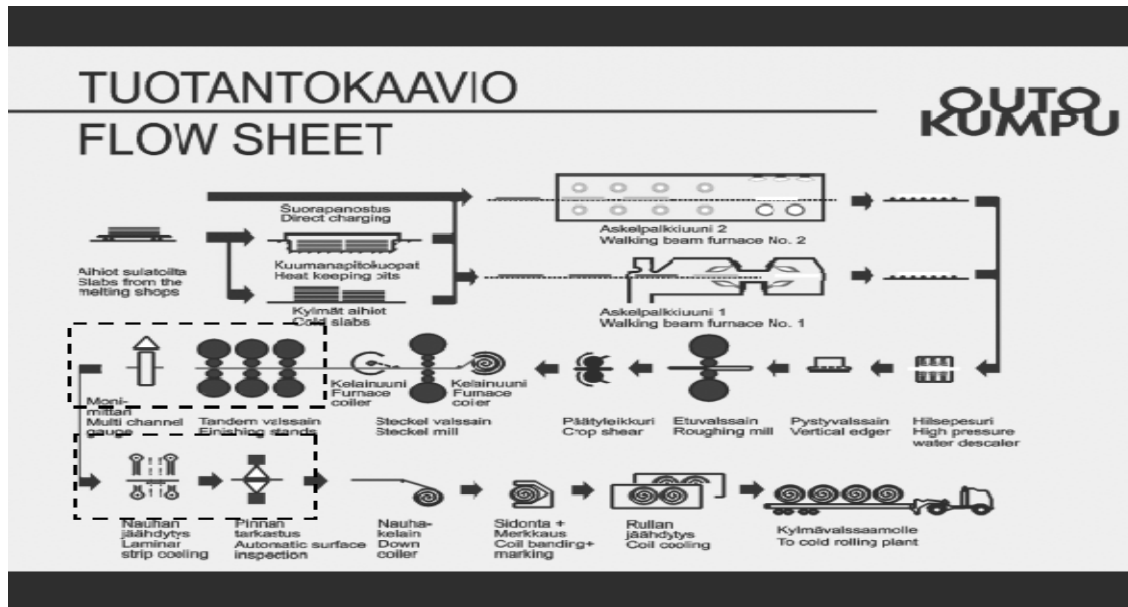 TUOTANTOKAAVIO
FLOW SHEET
OUTO
KUMPU
Suorapanostus
Direct charging
Aihiot sulatoilta
Slabs from the
melting shops
Kuumanapitokuopat
Heat keeping pits
Kylmät aihiot
Cold slabs
Askelpalkkiuuni 2
Walking beam furnace No. 2
Askelpalkkiuuni 1
Walking beam furnace No. 1
Moni-
mittari
Multi channel
gauge
Tandem valssain
Finishing stands
Kelainuuni
Furnace
coiler
Steckel valssain
Steckel mill
Kelainuuni
Furnace
coiler
Päätyleikkuri
Crop shear
Etuvalssain
Roughing mill
Pystyvalssain
Vertical edger
Hilsepesuri
High pressure
water descaler
Nauhan
jäähdytys
Laminar
strip cooling
Pinnan
tarkastus
Automatic surface
inspection
Nauha-
kelain
Down
coiler
Sidonta +
Merkkaus
Coil banding+
marking
Rullan
jäähdytys
Coil cooling
Kylmävalssaamolle
To cold rolling plant